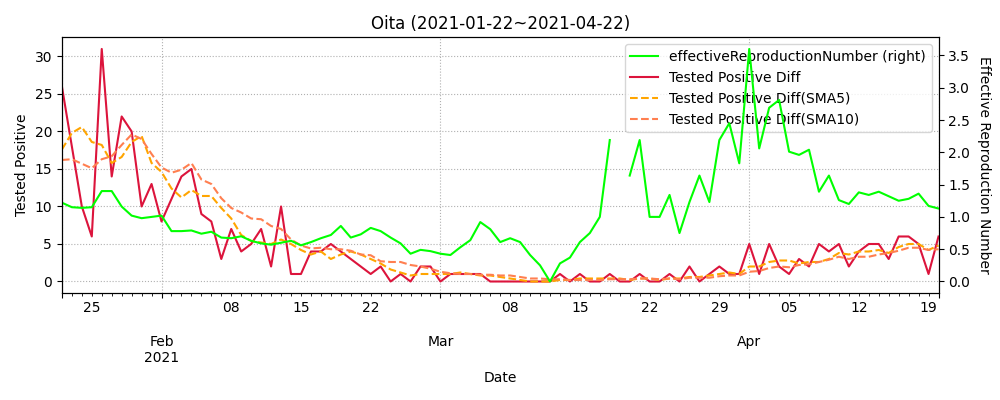 Oita (2021-01-22~2021-04-22)
effectiveReproductionNumber (right)
Tested Positive Diff
Tested Positive Diff(SMA5)
Tested Positive Diff(SMA10)
Tested Positive
30
25
20
15
10
5
0
Effective Reproduction Number
3.5
3.0
2.5
2.0
1.5
1.0
0.5
0.0
25 08 15 22 08 15 22 29 05 12 19
Feb Mar Apr
2021
Date